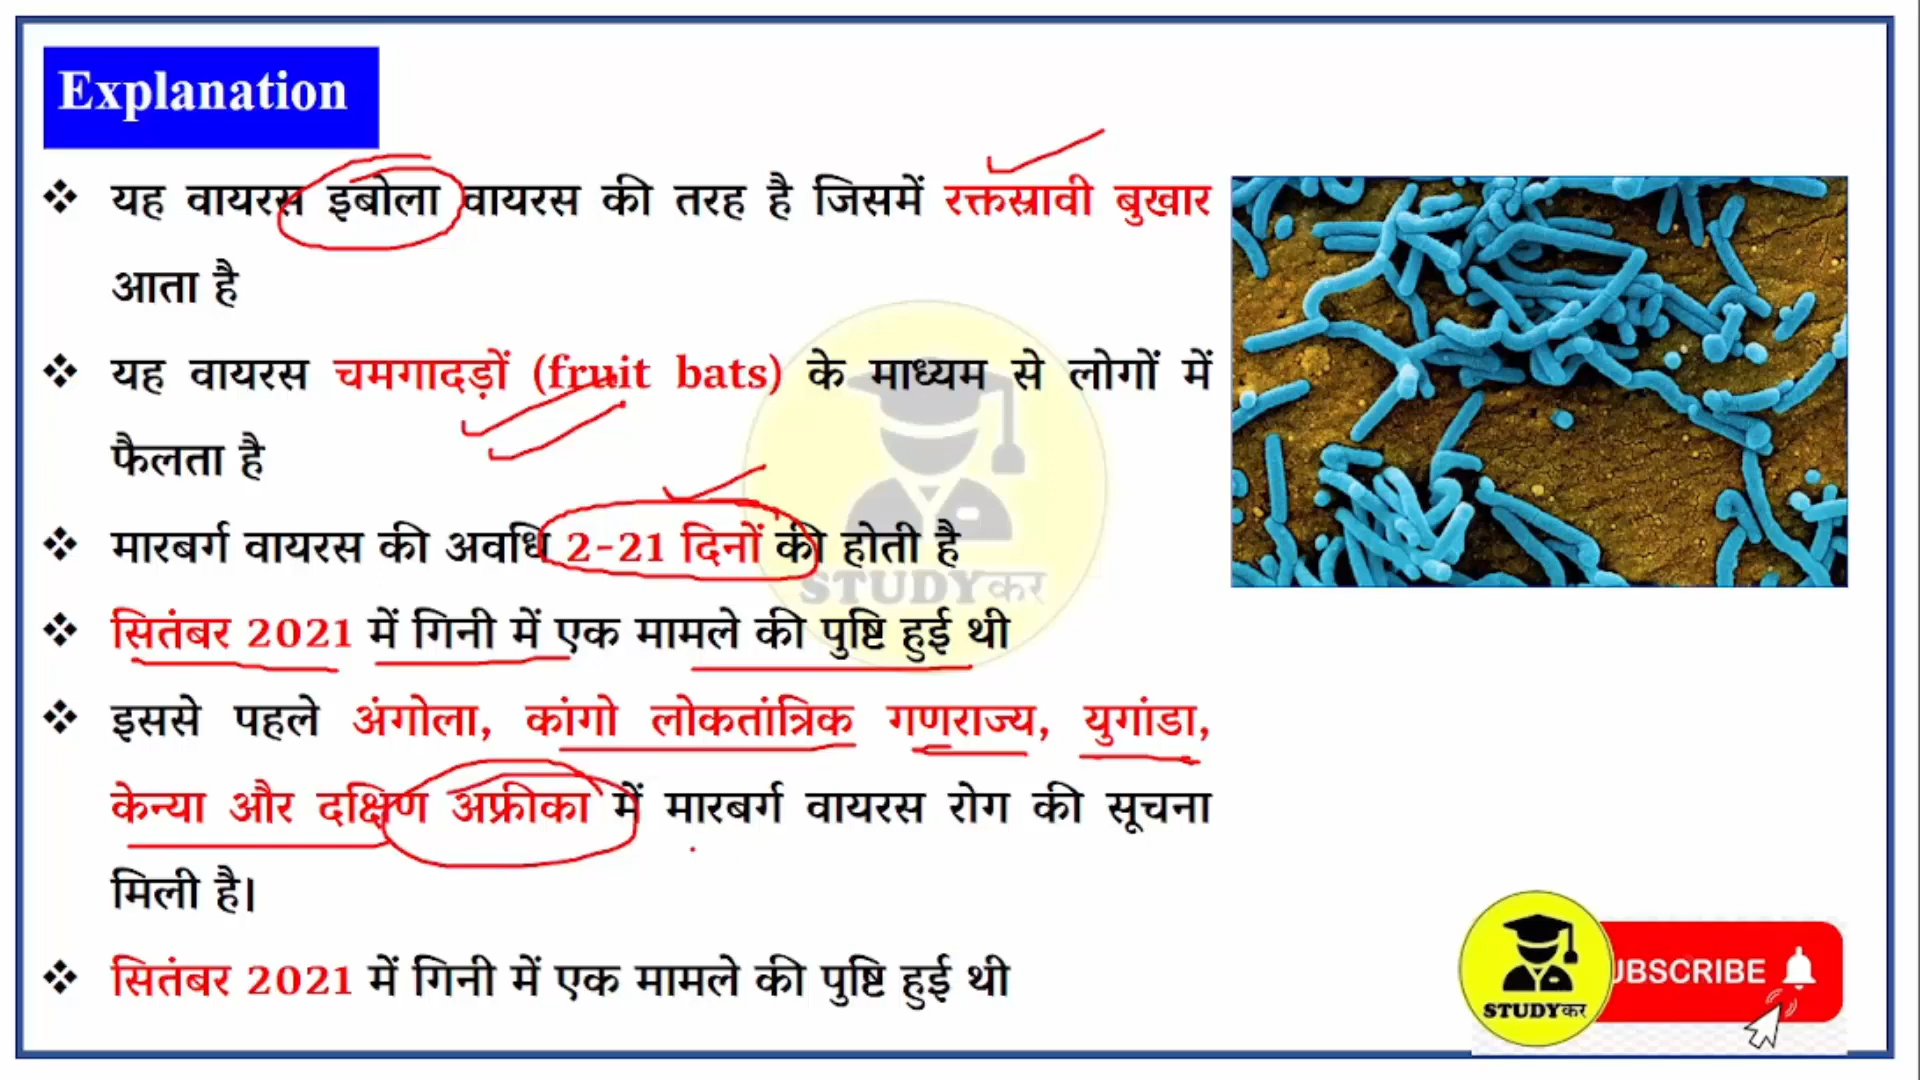 Explanation
❖ यह वायरस इबोला वायरस की तरह है जिसमें रक्तस्रावी बुखार
आता है
❖ यह वायरस चमगादड़ों (fruit bats) के माध्यम से लोगों में
फैलता है
❖ मारबर्ग वायरस की अवधि 2-21 दिनों की होती है
❖ सितंबर 2021 में गिनी में एक मामले की पुष्टि हुई थी
❖ इससे पहले अंगोला, कांगो लोकतांत्रिक गणराज्य, युगांडा,
केन्या और दक्षिण अफ्रीका में मारबर्ग वायरस रोग की सूचना
मिली है।
❖ सितंबर 2021 में गिनी में एक मामले की पुष्टि हुई थी
STUDYकर
STUDYकर
UBSCRIBE